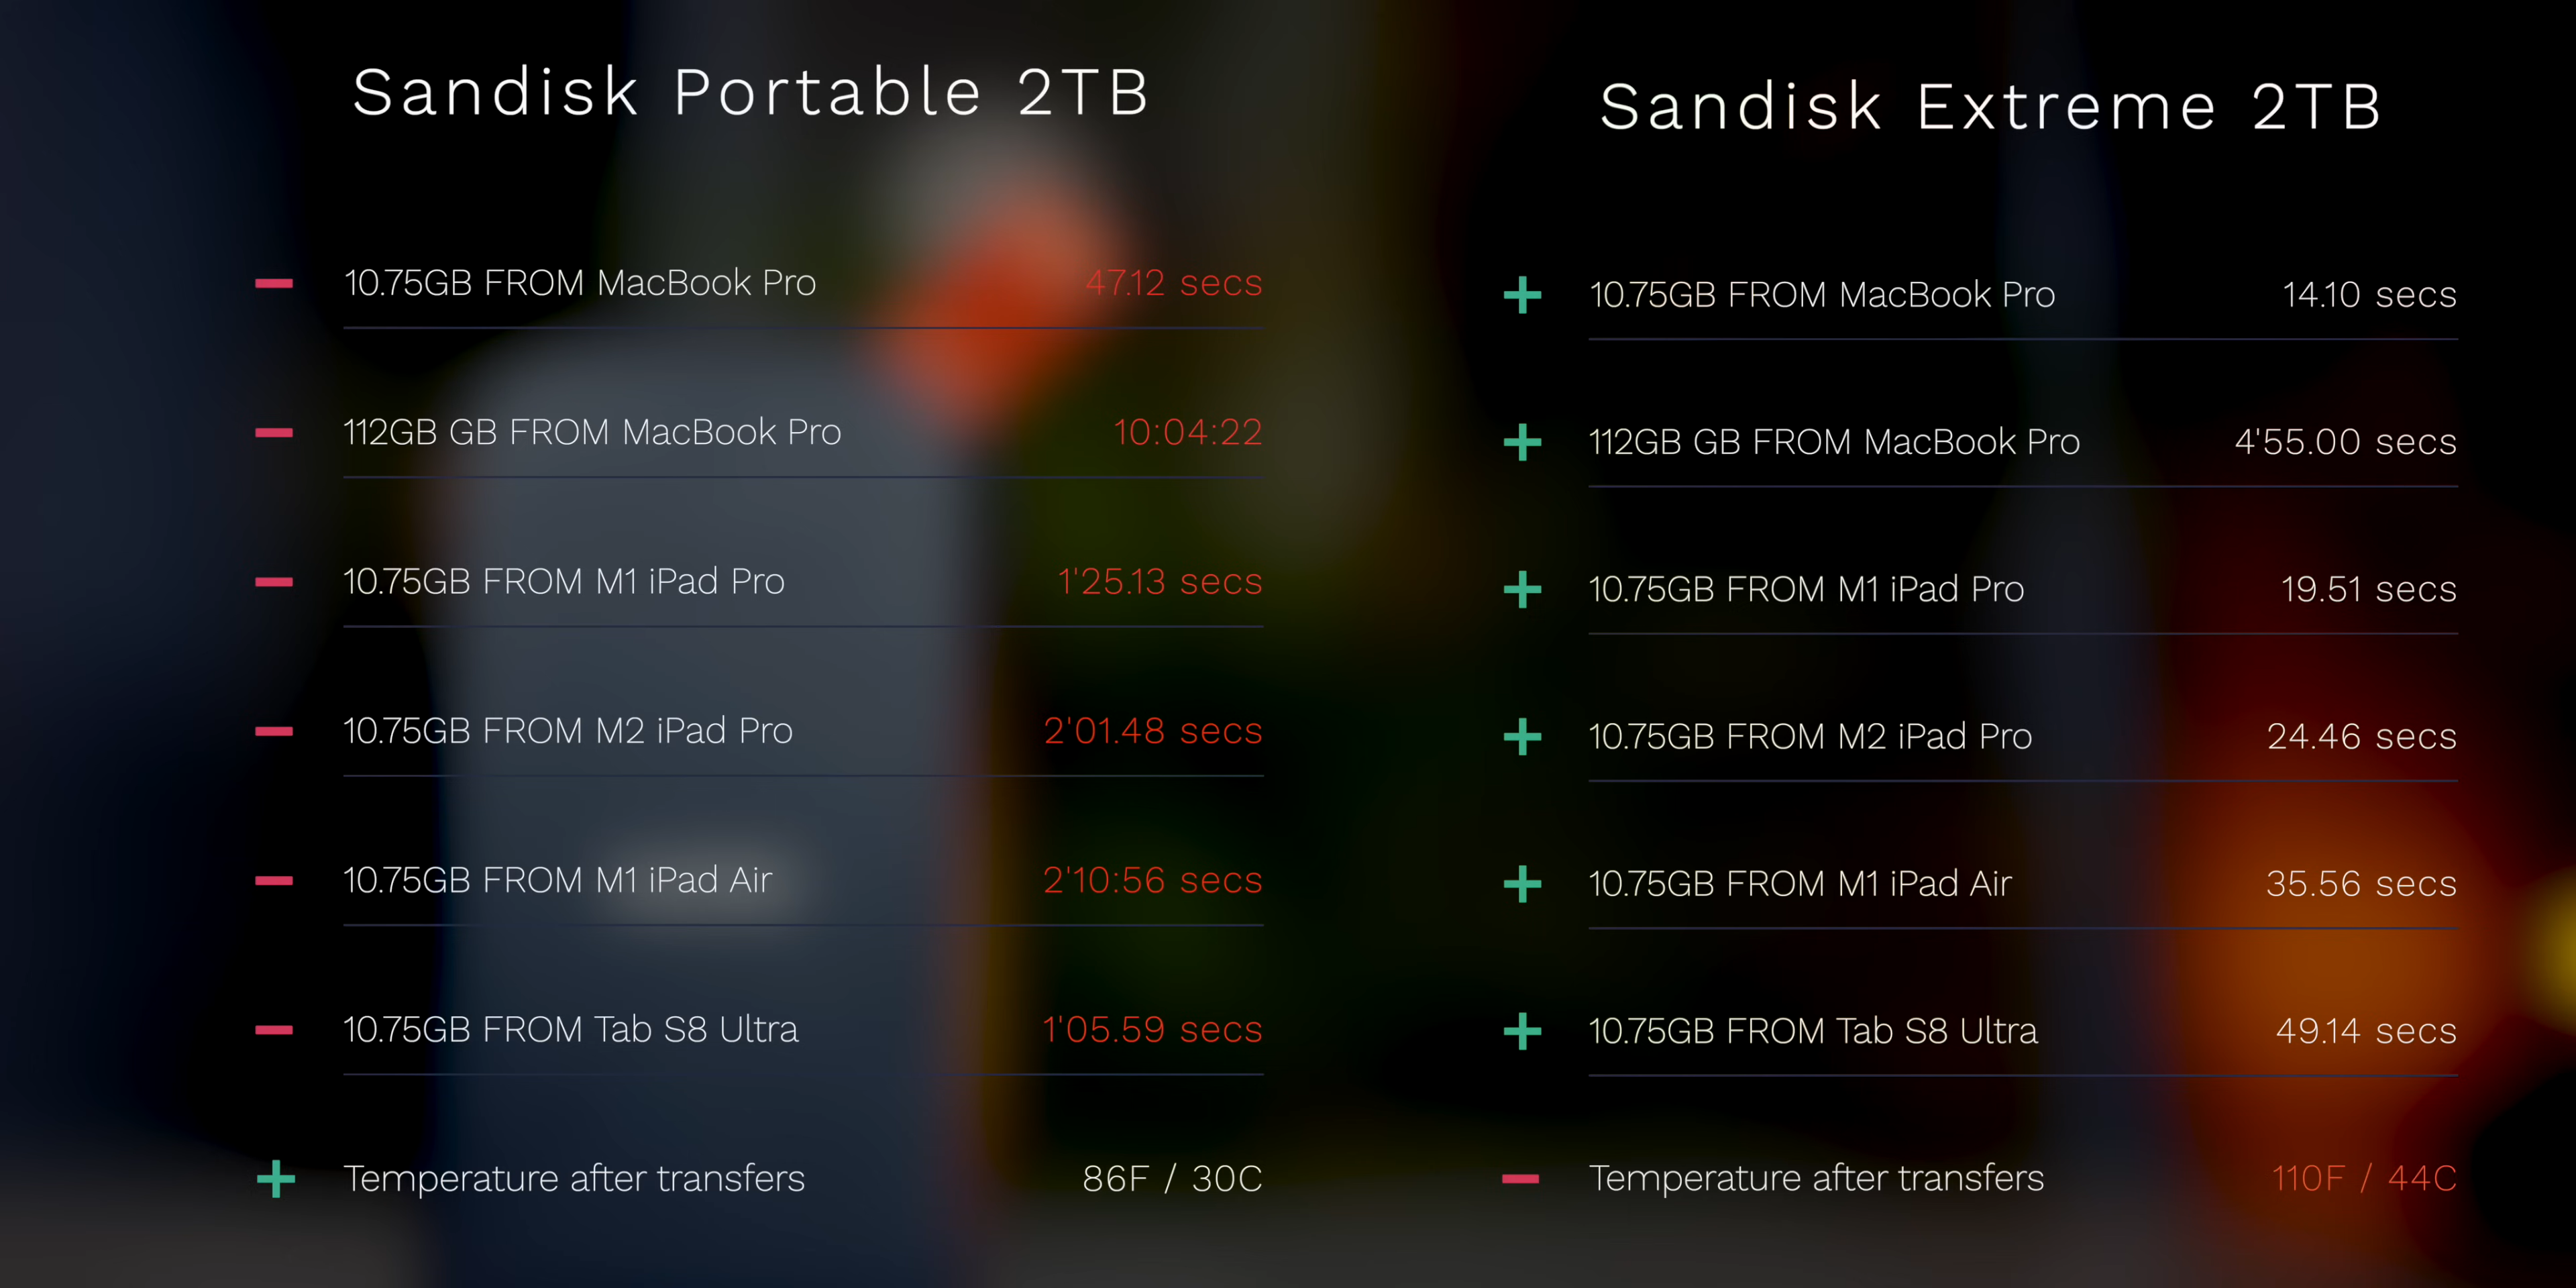 Sandisk Portable 2TB
10.75GB FROM MacBook Pro 47.12 secs
112GB GB FROM MacBook Pro 10:04:22
10.75GB FROM M1 iPad Pro 1'25.13 secs
10.75GB FROM M2 iPad Pro 2'01.48 secs
10.75GB FROM M1 iPad Air 2'10:56 secs
10.75GB FROM Tab S8 Ultra 1'05.59 secs
Temperature after transfers 86F / 30C
Sandisk Extreme 2TB
10.75GB FROM MacBook Pro 14.10 secs
112GB GB FROM MacBook Pro 4'55.00 secs
10.75GB FROM M1 iPad Pro 19.51 secs
10.75GB FROM M2 iPad Pro 24.46 secs
10.75GB FROM M1 iPad Air 35.56 secs
10.75GB FROM Tab S8 Ultra 49.14 secs
Temperature after transfers 110F / 44C